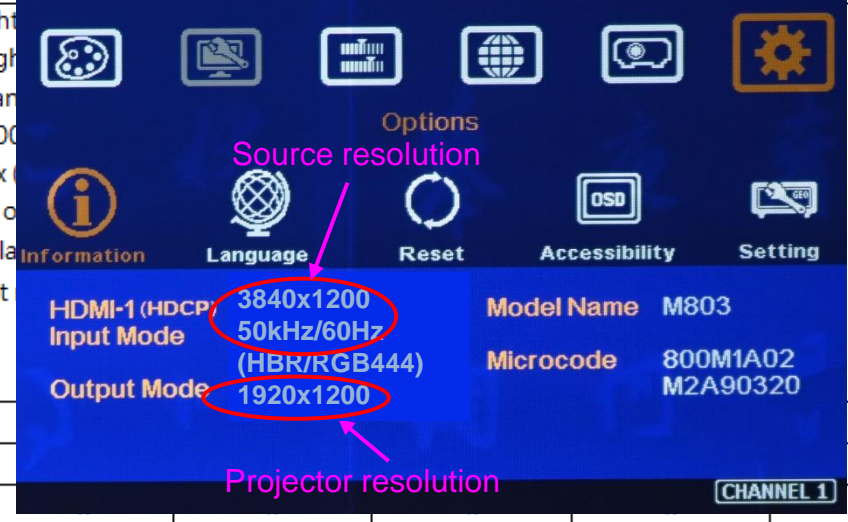 Options
Source resolution
OSD
GEO
Information
Language
Reset
Accessibility
Setting
HDMI-1 (HDCP) 3840x1200
Input Mode 50kHz/60Hz
(HBR/RGB444)
Output Mode 1920x1200
Model Name M803
Microcode 800M1A02
M2A90320
Projector resolution
CHANNEL 1